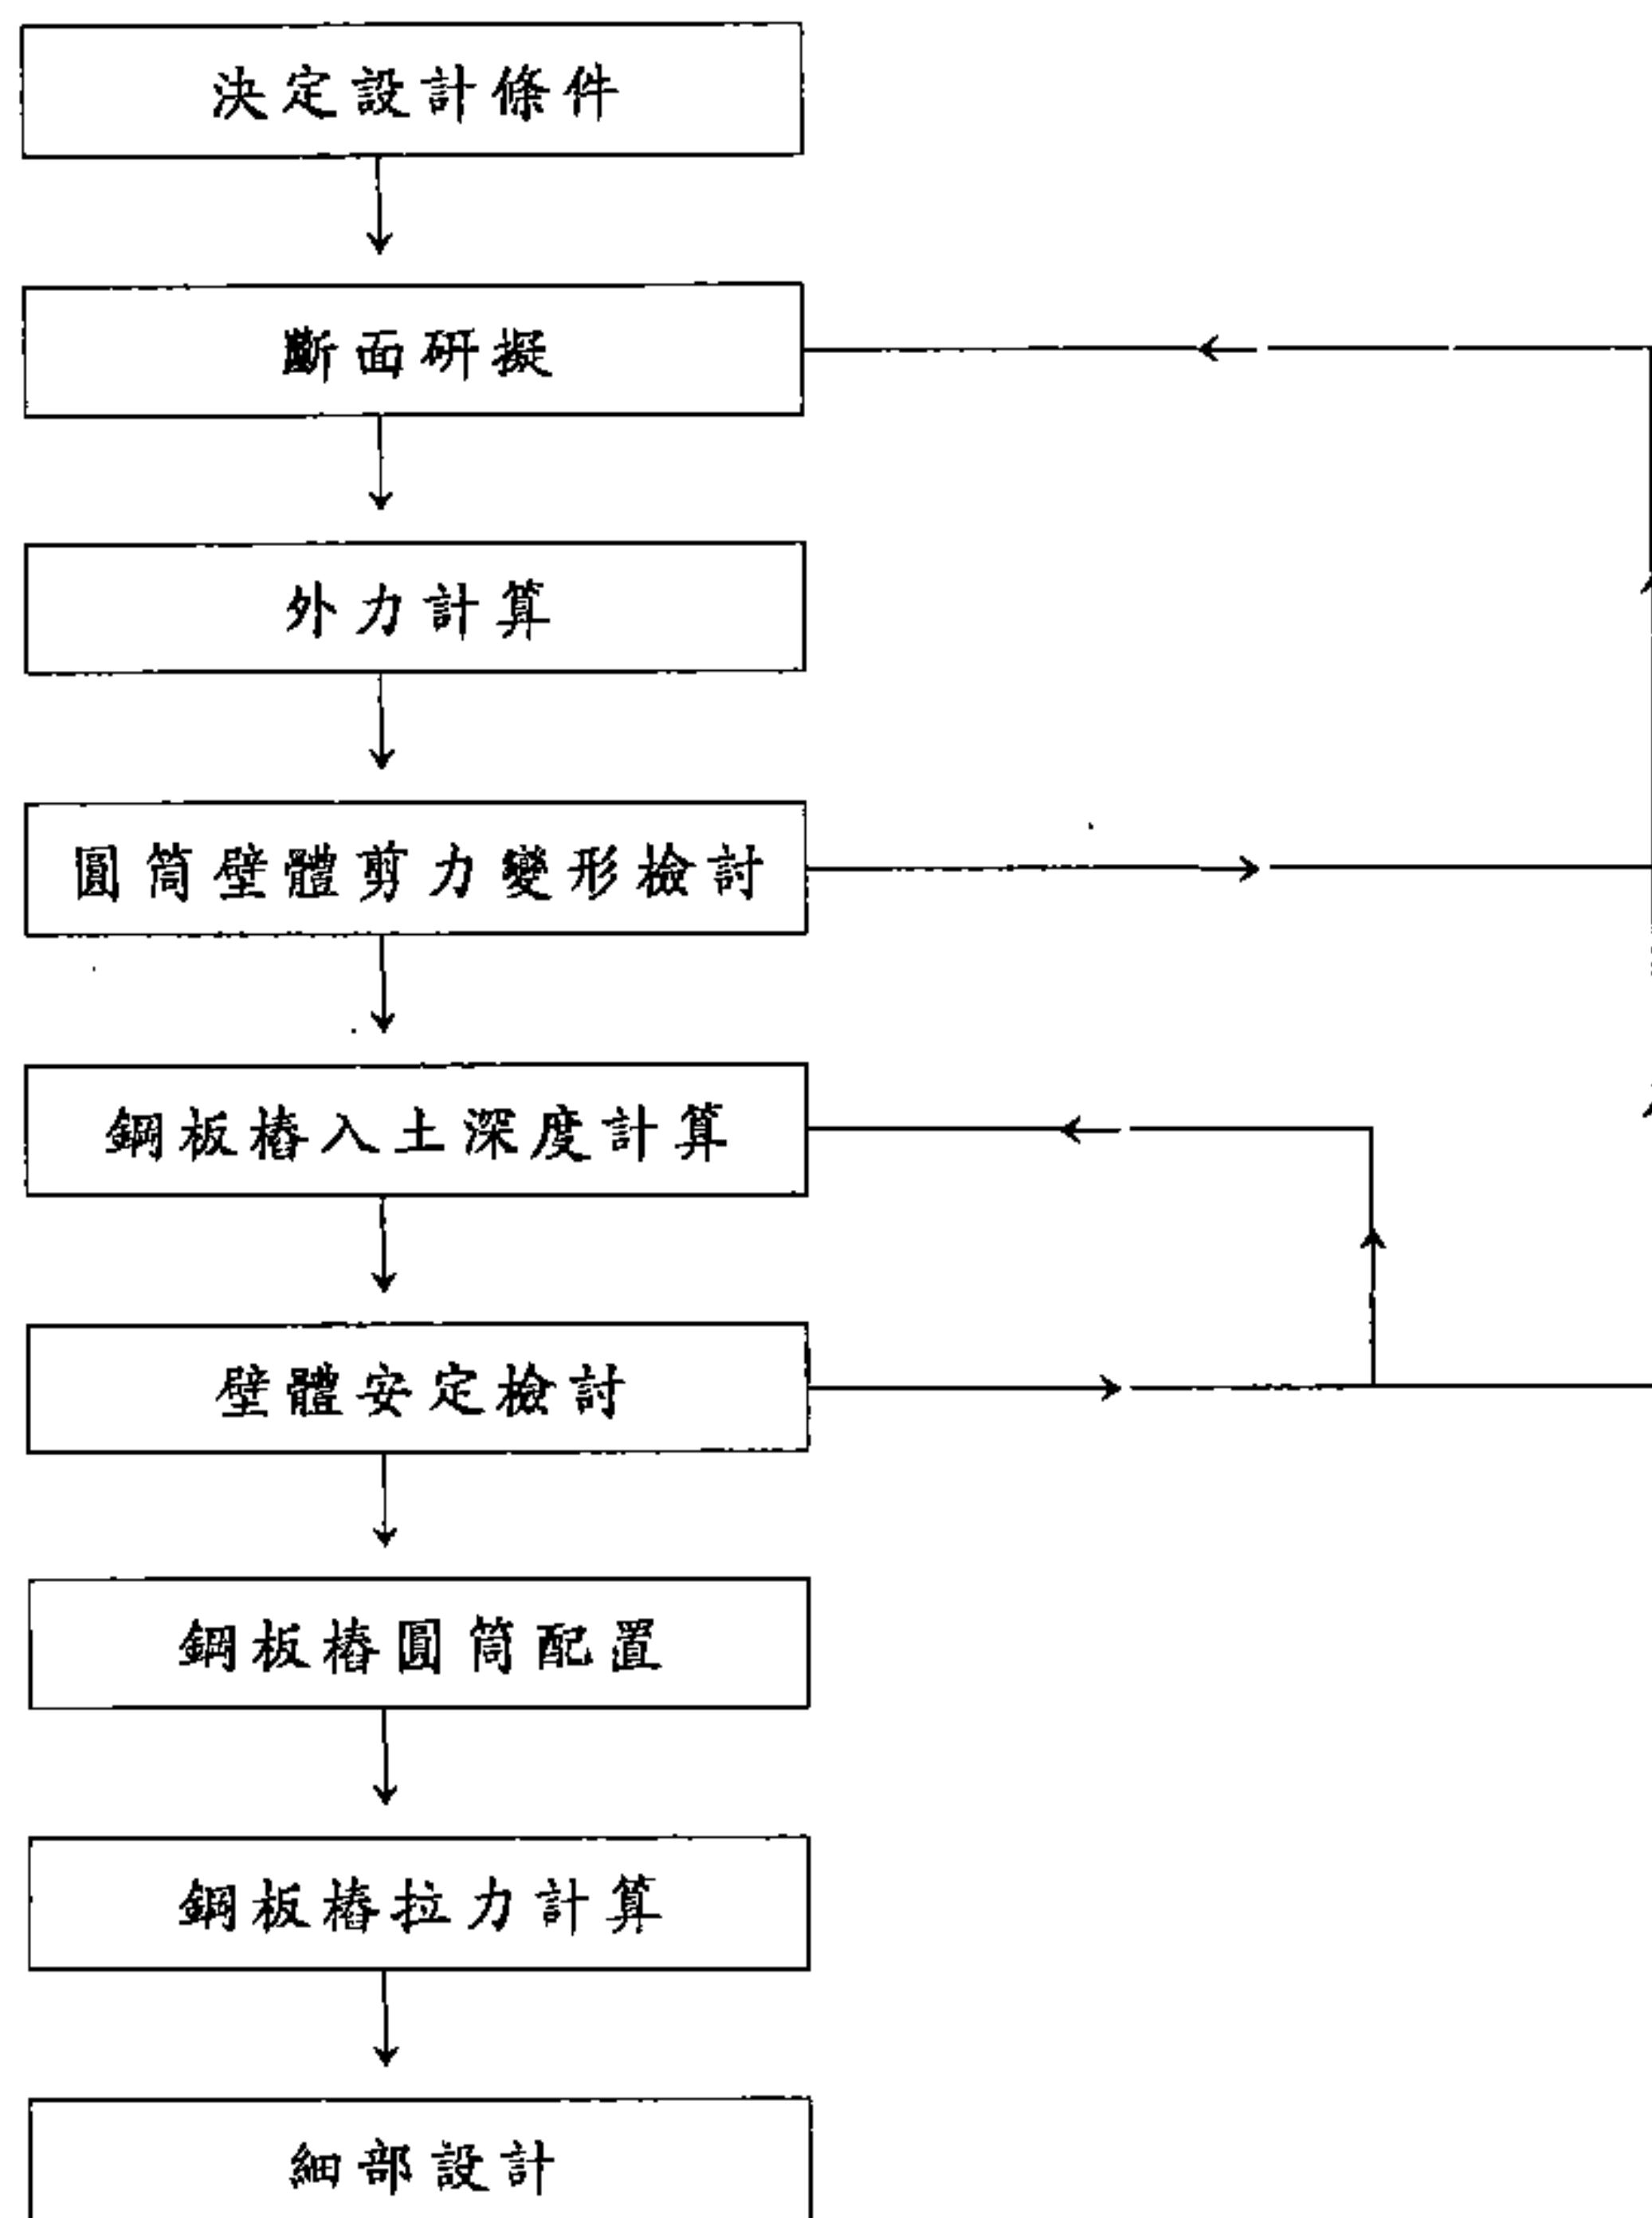 決定設計條件
斷面研擬
外力計算
圓筒壁體剪力變形檢討
鋼板樁入土深度計算
壁體安定檢討
鋼板樁圓筒配置
鋼板樁拉力計算
細部設計